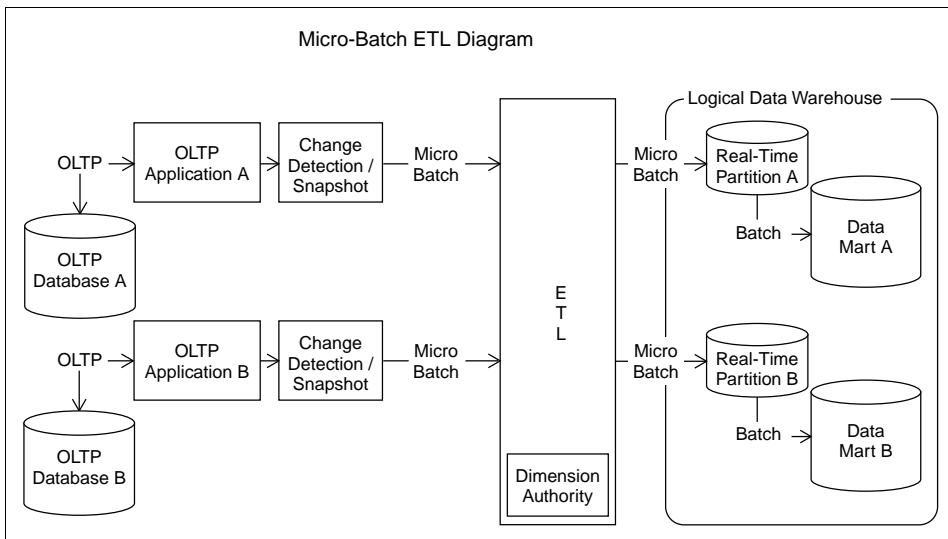 Micro-Batch ETL Diagram
Logical Data Warehouse
OLTP
OLTP
Application A
Change
Detection /
Snapshot
Micro
Batch
Micro
Batch
Real-Time
Partition A
OLTP
Database A
Batch
Data
Mart A
E
T
L
OLTP
OLTP
Application B
Change
Detection /
Snapshot
Micro
Batch
Micro
Batch
Real-Time
Partition B
OLTP
Database B
Batch
Data
Mart B
Dimension
Authority